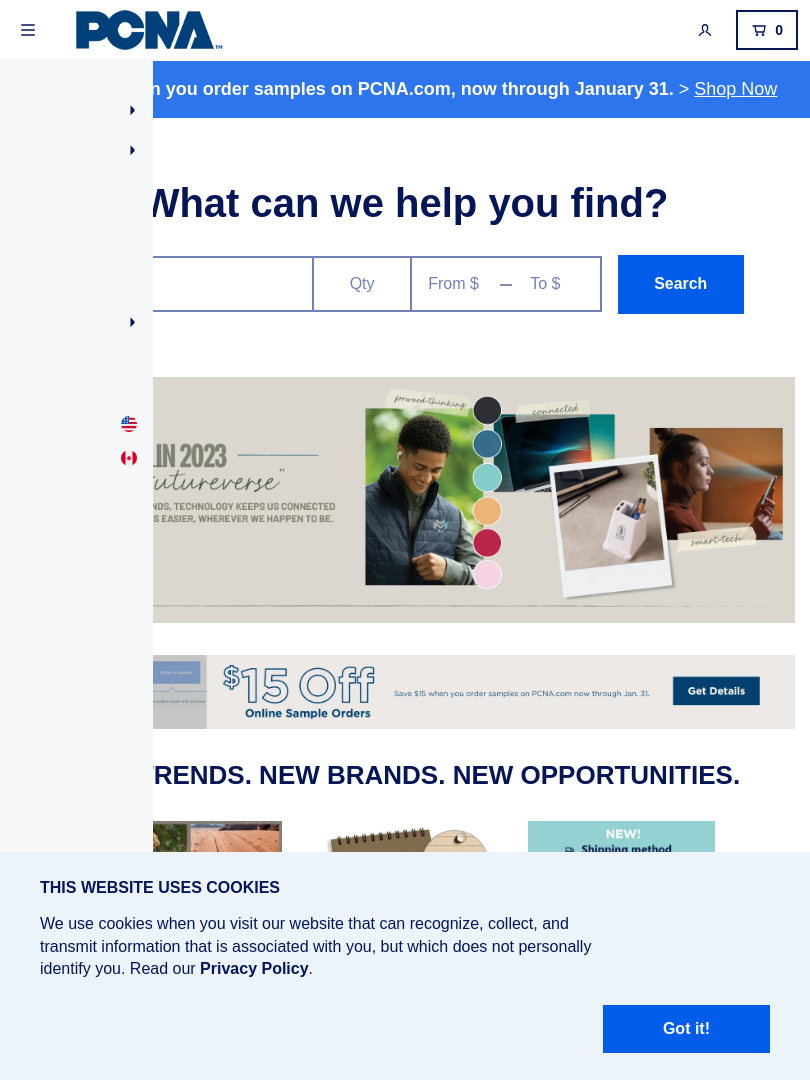 PCNA™
0
n you order samples on PCNA.com, now through January 31. > Shop Now
What can we help you find?
Qty
From $
To $
Search
LIN 2023
utureverse"
NDS, TECHNOLOGY KEEPS US CONNECTED
S EASIER, WHEREVER WE HAPPEN TO BE.
forward-thinking
connected
smart-tech
$15 Off
Online Sample Orders
Save $15 when you order samples on PCNA.com now through Jan. 31.
Get Details
RENDS. NEW BRANDS. NEW OPPORTUNITIES.
NEW!
Shipping method
THIS WEBSITE USES COOKIES
We use cookies when you visit our website that can recognize, collect, and
transmit information that is associated with you, but which does not personally
identify you. Read our Privacy Policy.
Got it!